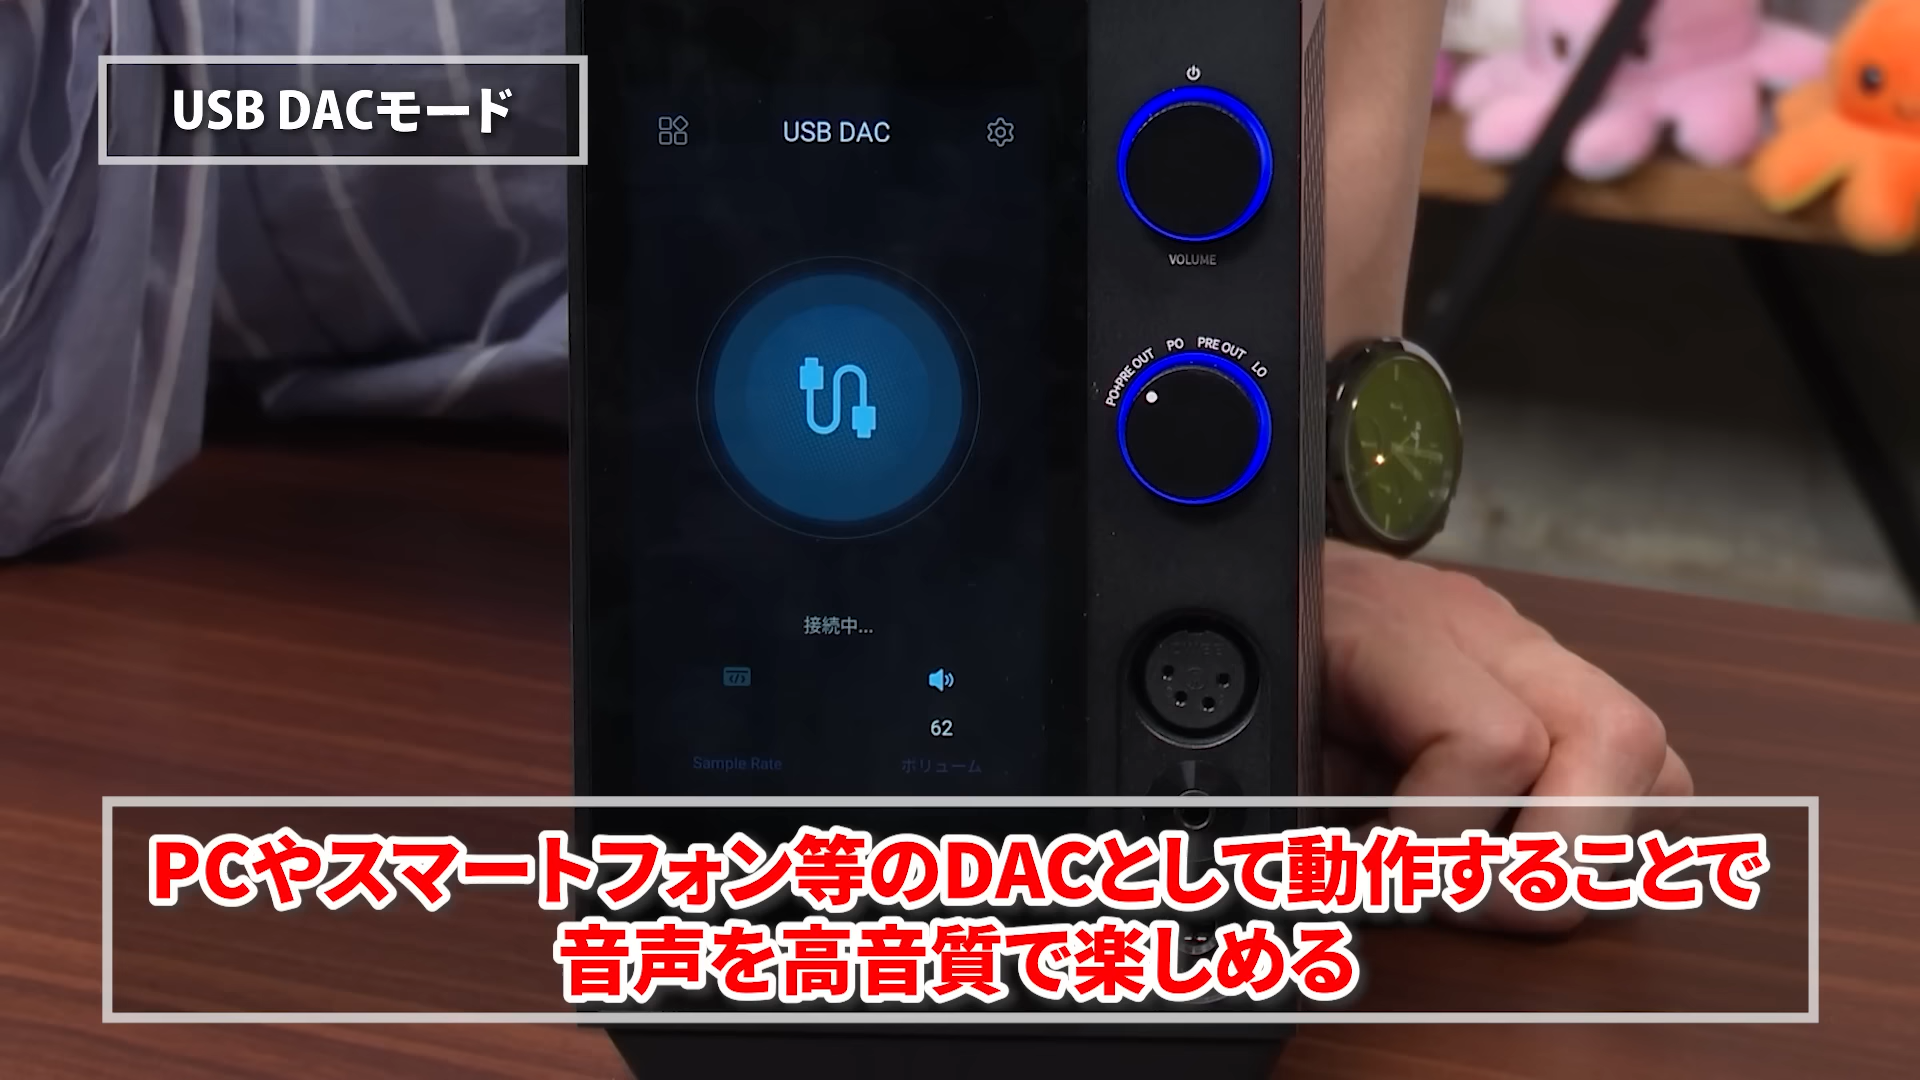 USB DACモード
USB DAC
VOLUME
PO+PRE OUT PO PRE OUT LO
接続中...
62
Sample Rate
ボリューム
PCやスマートフォン等のDACとして動作することで
音声を高音質で楽しめる